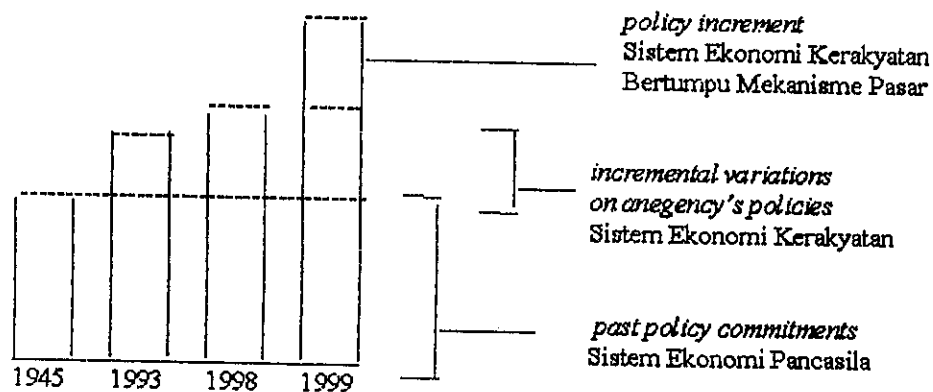 policy increment
Sistem Ekonomi Kerakyatan
Bertumpu Mekanisme Pasar
incremental variations
on anegency's policies
Sistem Ekonomi Kerakyatan
past policy commitments
Sistem Ekonomi Pancasila
1945 1993 1998 1999